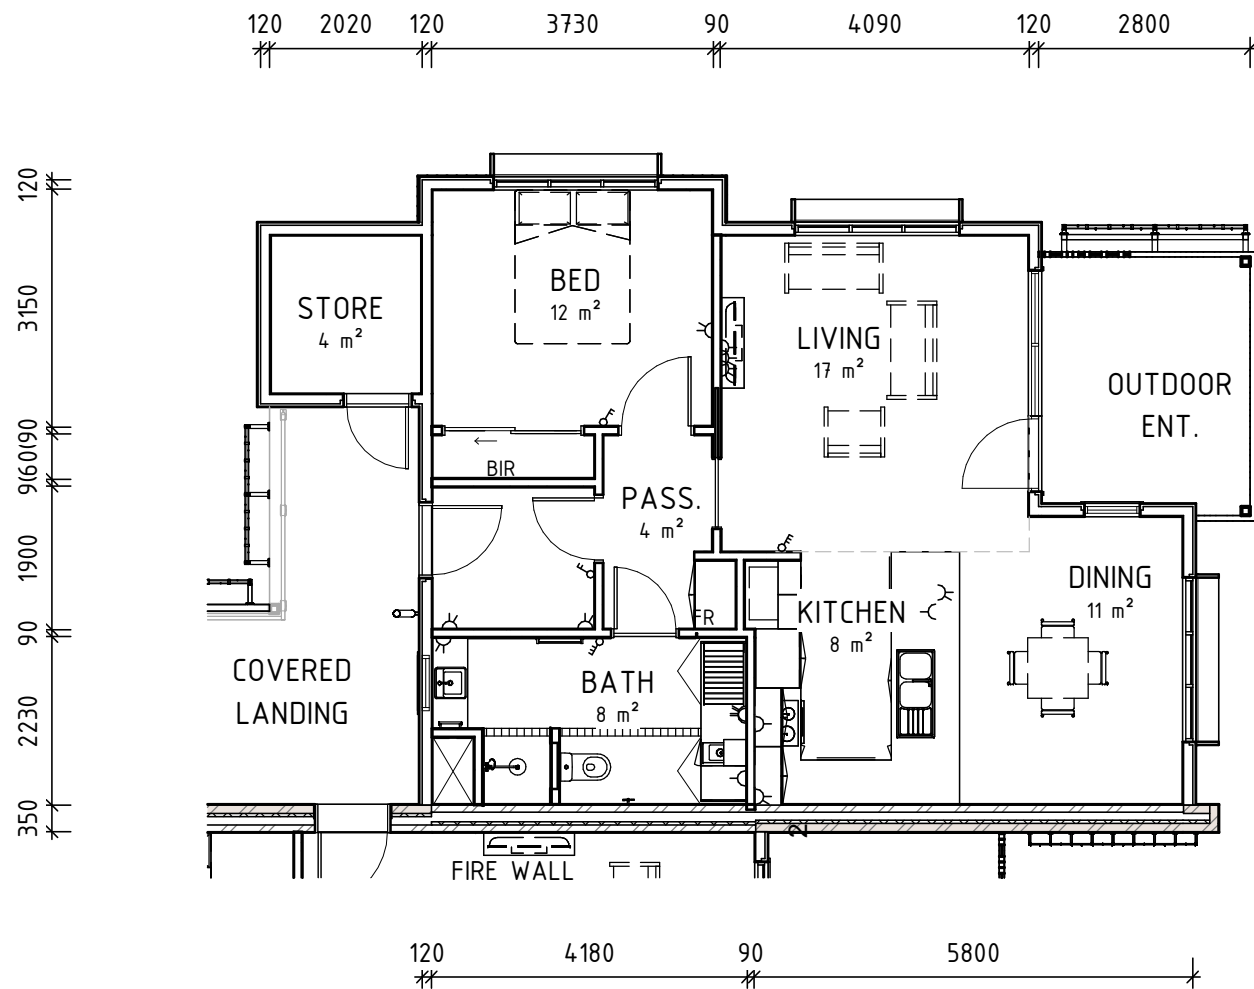 120 2020 120 3730 90 4090 120 2800
120
3150
90
600
90
1900
90
2230
350
BED
12 m²
STORE
4 m²
LIVING
17 m²
OUTDOOR
ENT.
BIR
PASS.
4 m²
DINING
11 m²
KITCHEN
8 m²
FR
COVERED
LANDING
BATH
8 m²
2
FIRE WALL
120 4180 90 5800